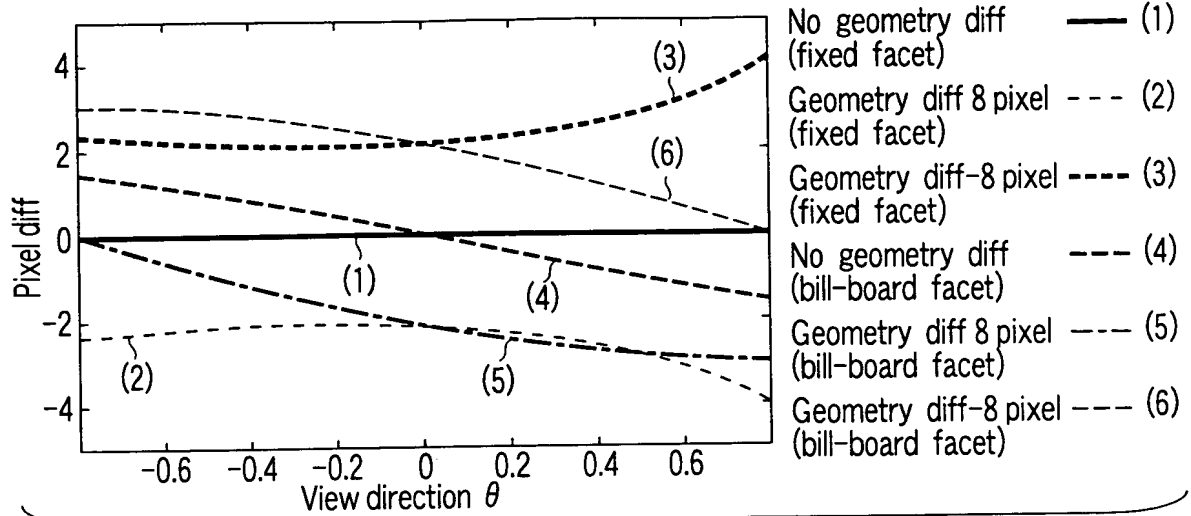 4
2
0
-2
-4
Pixel diff
-0.6
-0.4
-0.2
0
0.2
0.4
0.6
View direction θ
(1)
(2)
(3)
(4)
(5)
(6)
No geometry diff (1)
(fixed facet)
Geometry diff 8 pixel (2)
(fixed facet)
Geometry diff-8 pixel (3)
(fixed facet)
No geometry diff (4)
(bill-board facet)
Geometry diff 8 pixel (5)
(bill-board facet)
Geometry diff-8 pixel (6)
(bill-board facet)